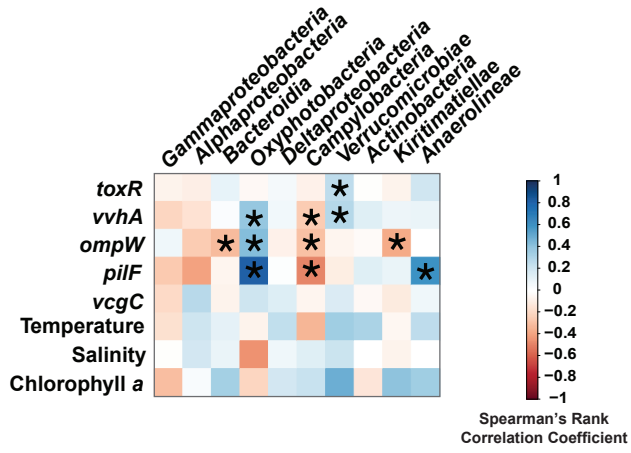 Gammaproteobacteria
Alphaproteobacteria
Bacteroidia
Oxyphotobacteria
Deltaproteobacteria
Campylobacteria
Verrucomicrobiae
Actinobacteria
Kiritimatiellae
Anaerolineae
toxR
*
vvhA
* * *
ompW
* * * *
pilF
* * *
vcgC
Temperature
Salinity
Chlorophyll a
1
0.8
0.6
0.4
0.2
0
−0.2
−0.4
−0.6
−0.8
−1
Spearman's Rank
Correlation Coefficient